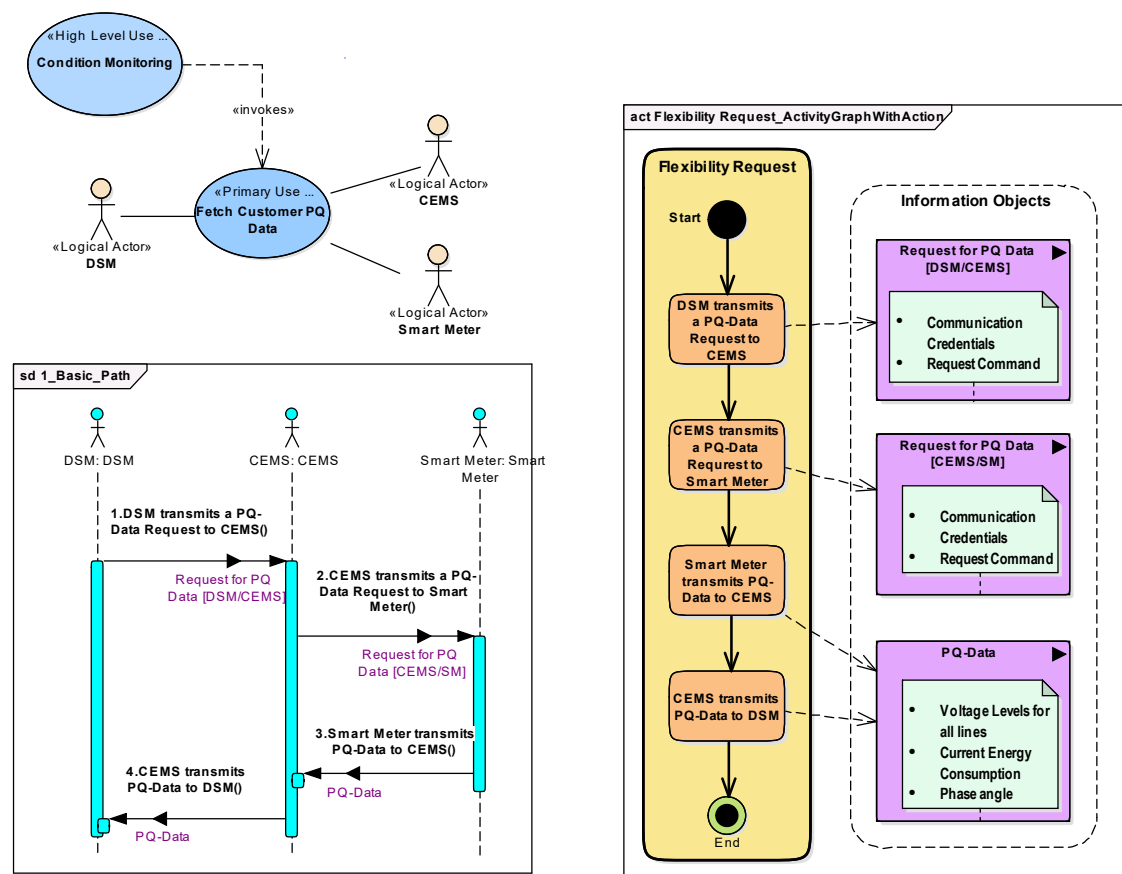 «High Level Use ...
Condition Monitoring
«invokes»
«Primary Use ...
Fetch Customer PQ
Data
«Logical Actor»
DSM
«Logical Actor»
CEMS
«Logical Actor»
Smart Meter
sd 1_Basic_Path
DSM: DSM
CEMS: CEMS
Smart Meter: Smart
Meter
1.DSM transmits a PQ-
Data Request to CEMS()
Request for PQ
Data [DSM/CEMS]
2.CEMS transmits a PQ-
Data Request to Smart
Meter()
Request for PQ
Data [CEMS/SM]
3.Smart Meter transmits
PQ-Data to CEMS()
PQ-Data
4.CEMS transmits
PQ-Data to DSM()
PQ-Data
act Flexibility Request_ActivityGraphWithAction
Flexibility Request
Start
DSM transmits
a PQ-Data
Request to
CEMS
CEMS transmits
a PQ-Data
Requrest to
Smart Meter
Smart Meter
transmits PQ-
Data to CEMS
CEMS transmits
PQ-Data to DSM
End
Information Objects
Request for PQ Data
[DSM/CEMS]
• Communication
Credentials
• Request Command
Request for PQ Data
[CEMS/SM]
• Communication
Credentials
• Request Command
PQ-Data
• Voltage Levels for
all lines
• Current Energy
Consumption
• Phase angle